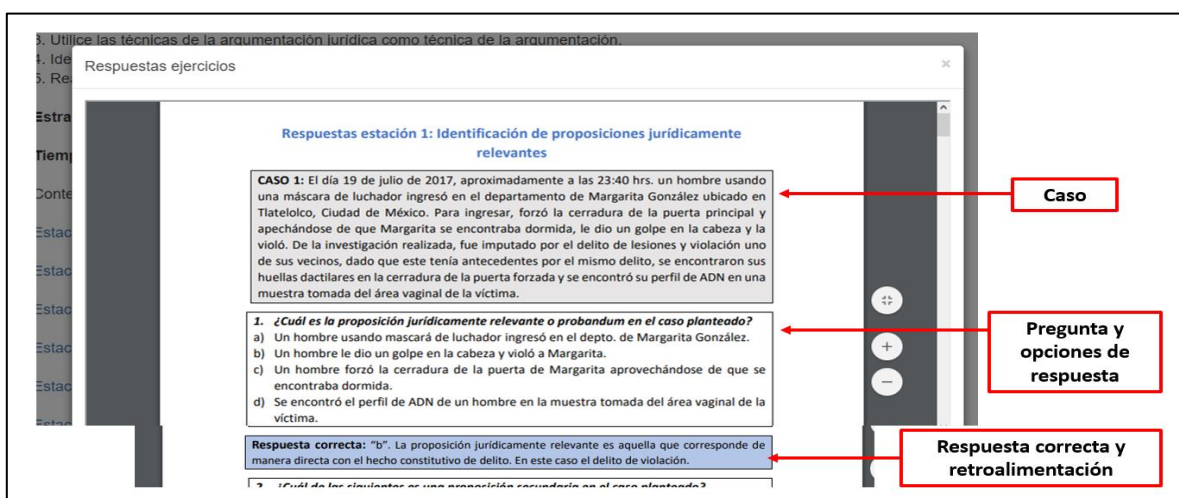 3. Utilice las técnicas de la argumentación jurídica como técnica de la argumentación.
4. Ide
5. Rea
Respuestas ejercicios
×
Estra
Tiemp
Conte
Estac
Estac
Estac
Estac
Estac
Estac
Respuestas estación 1: Identificación de proposiciones jurídicamente
relevantes
CASO 1: El día 19 de julio de 2017, aproximadamente a las 23:40 hrs. un hombre usando
una máscara de luchador ingresó en el departamento de Margarita González ubicado en
Tlatelolco, Ciudad de México. Para ingresar, forzó la cerradura de la puerta principal y
apechándose de que Margarita se encontraba dormida, le dio un golpe en la cabeza y la
violó. De la investigación realizada, fue imputado por el delito de lesiones y violación uno
de sus vecinos, dado que este tenía antecedentes por el mismo delito, se encontraron sus
huellas dactilares en la cerradura de la puerta forzada y se encontró su perfil de ADN en una
muestra tomada del área vaginal de la víctima.
Caso
1. ¿Cuál es la proposición jurídicamente relevante o probandum en el caso planteado?
a) Un hombre usando mascará de luchador ingresó en el depto. de Margarita González.
b) Un hombre le dio un golpe en la cabeza y violó a Margarita.
c) Un hombre forzó la cerradura de la puerta de Margarita aprovechándose de que se
encontraba dormida.
d) Se encontró el perfil de ADN de un hombre en la muestra tomada del área vaginal de la
víctima.
Pregunta y
opciones de
respuesta
Respuesta correcta: “b”. La proposición jurídicamente relevante es aquella que corresponde de
manera directa con el hecho constitutivo de delito. En este caso el delito de violación.
Respuesta correcta y
retroalimentación
2. ¿Cuál de las siguientes es una proposición secundaria en el caso planteado?